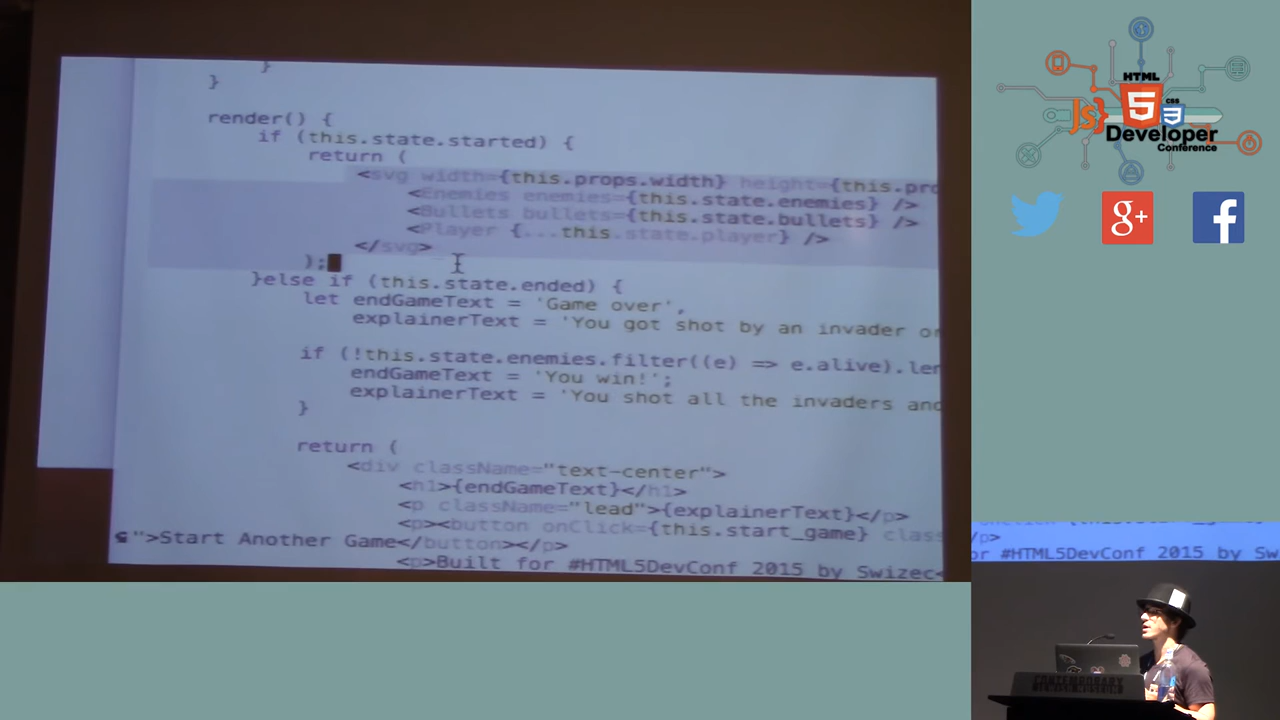 }
}
render() {
if (this.state.started) {
return (
<svg width={this.props.width} height={this.pro
<Enemies enemies={this.state.enemies} />
<Bullets bullets={this.state.bullets} />
<Player {...this.state.player} />
</svg>
);
}else if (this.state.ended) {
let endGameText = 'Game over',
explainerText = 'You got shot by an invader or
if (!this.state.enemies.filter((e) => e.alive).len
endGameText = 'You win!';
explainerText = 'You shot all the invaders and
}
return (
<div className="text-center">
<h1>{endGameText}</h1>
<p className="lead">{explainerText}</p>
<p><button onClick={this.start_game} class
">Start Another Game</button></p>
<p>Built for #HTML5DevConf 2015 by Swizec<
HTML
5
JS}
CSS
3
Developer
Conference
g+
f
/p>
or #HTML5DevConf 2015 by Sw
CONTEMPORARY
JEWISH MUSEUM